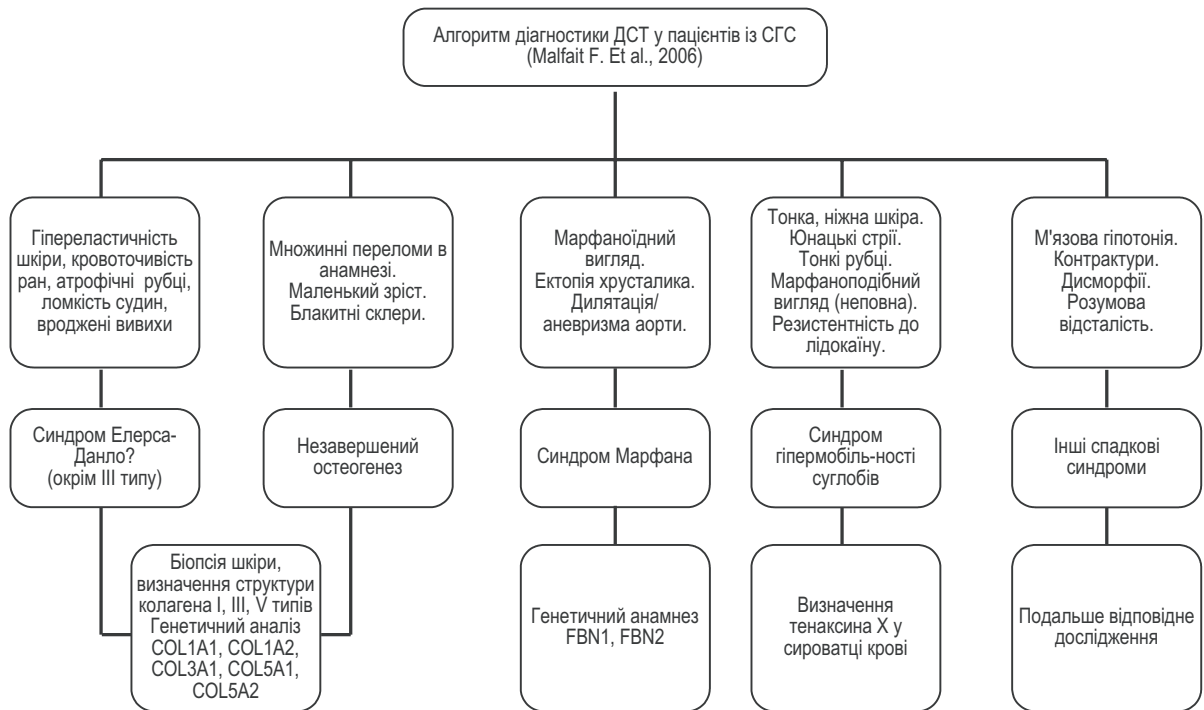 Алгоритм діагностики ДСТ у пацієнтів із СГС
(Malfait F. Et al., 2006)
Гіпереластичність
шкіри, кровоточивість
ран, атрофічні рубці,
ломкість судин,
вроджені вивихи
Множинні переломи в
анамнезі.
Маленький зріст.
Блакитні склери.
Марфаноїдний
вигляд.
Ектопія хрусталика.
Дилятація/
аневризма аорти.
Тонка, ніжна шкіра.
Юнацькі стрії.
Тонкі рубці.
Марфаноподібний
вигляд (неповна).
Резистентність до
лідокаїну.
М'язова гіпотонія.
Контрактури.
Дисморфії.
Розумова
відсталість.
Синдром Елерса-
Данло?
(окрім III типу)
Незавершений
остеогенез
Синдром Марфана
Синдром
гіпермобіль-ності
суглобів
Інші спадкові
синдроми
Біопсія шкіри,
визначення структури
колагена I, III, V типів
Генетичний аналіз
COL1A1, COL1A2,
COL3A1, COL5A1,
COL5A2
Генетичний анамнез
FBN1, FBN2
Визначення
тенаксина X у
сироватці крові
Подальше відповідне
дослідження